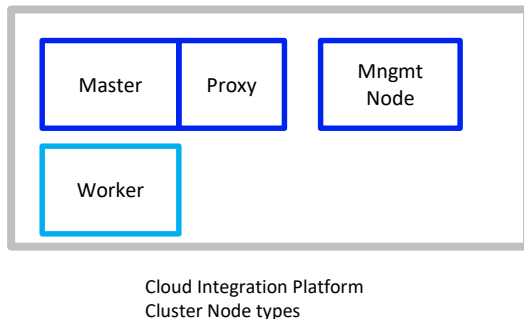 Master
Proxy
Mngmt
Node
Worker
Cloud Integration Platform
Cluster Node types